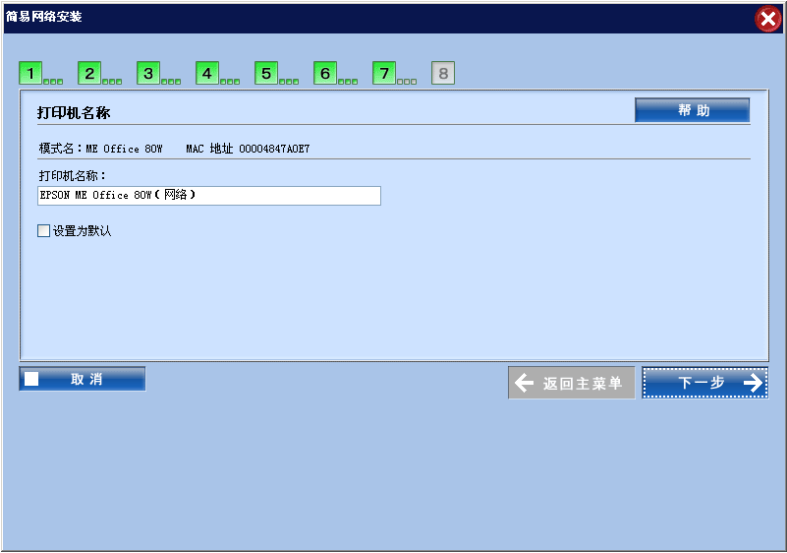 简易网络安装
1 2 3 4 5 6 7 8
打印机名称
帮 助
模式名：ME Office 80W MAC 地址 00004847A0E7
打印机名称：
EPSON ME Office 80W（网络）
设置为默认
取 消
返回主菜单
下一步